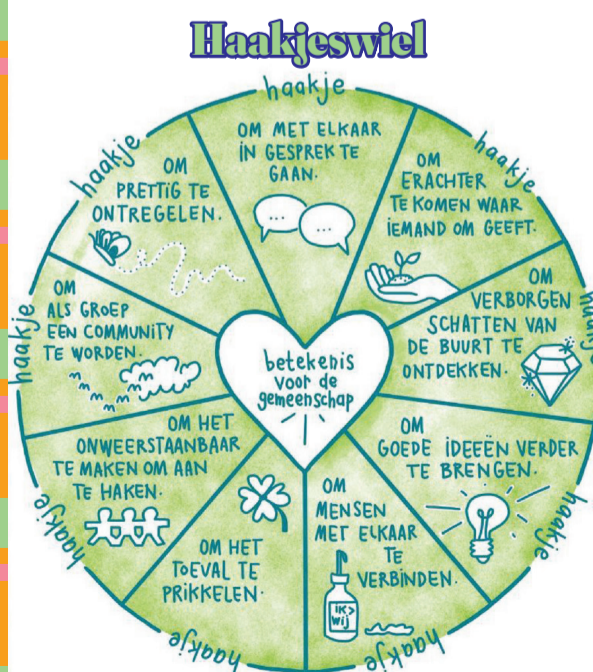 Haakjeswiel
haakje
OM MET ELKAAR
IN GESPREK TE
GAAN.
haakje
OM
ERACHTER
TE KOMEN WAAR
IEMAND OM GEEFT.
haakje
OM
VERBORGEN
SCHATTEN VAN
DE BUURT TE
ONTDEKKEN.
haakje
OM
GOEDE IDEEËN VERDER
TE BRENGEN.
haakje
OM
MENSEN
MET ELKAAR
TE
VERBINDEN.
IK >
wij
haakje
OM HET
TOEVAL TE
PRIKKELEN.
haakje
OM HET
ONWEERSTAANBAAR
TE MAKEN OM AAN
TE HAKEN.
haakje
OM
ALS GROEP
EEN COMMUNITY
TE WORDEN.
haakje
OM
PRETTIG TE
ONTREGELEN.
betekenis
voor de
gemeenschap